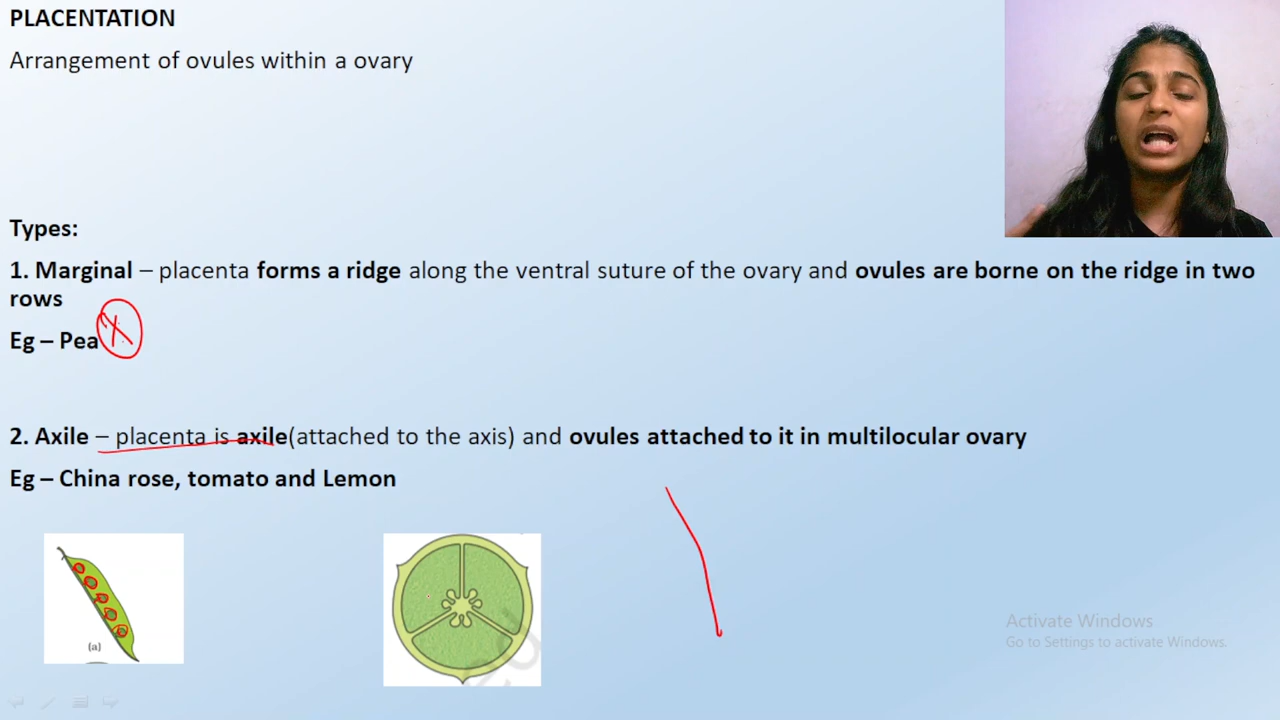 PLACENTATION
Arrangement of ovules within a ovary
Types:
1. Marginal – placenta forms a ridge along the ventral suture of the ovary and ovules are borne on the ridge in two
rows
Eg – Pea
2. Axile – placenta is axile(attached to the axis) and ovules attached to it in multilocular ovary
Eg – China rose, tomato and Lemon
(a)
Activate Windows
Go to Settings to activate Windows.